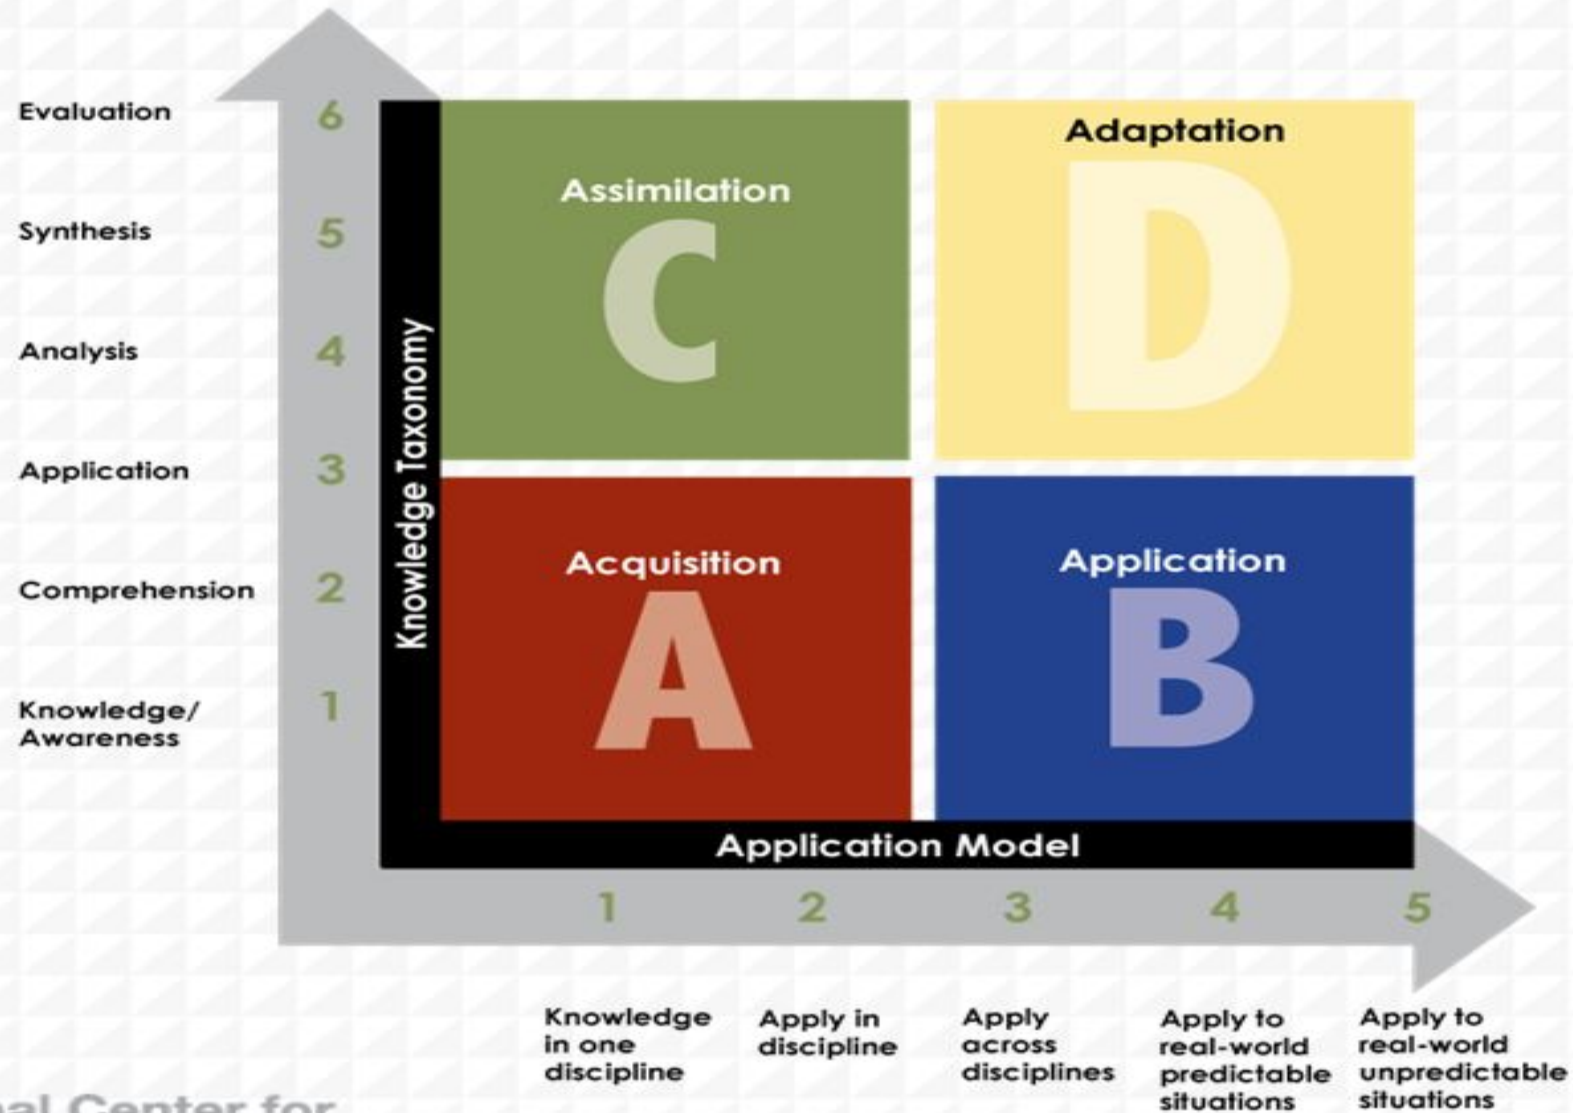 Evaluation
6
Synthesis
5
Analysis
4
Application
3
Comprehension
2
Knowledge/
Awareness
1
Knowledge Taxonomy
Assimilation
C
Adaptation
D
Acquisition
A
Application
B
Application Model
1
2
3
4
5
Knowledge
in one
discipline
Apply in
discipline
Apply
across
disciplines
Apply to
real-world
predictable
situations
Apply to
real-world
unpredictable
situations
Center for